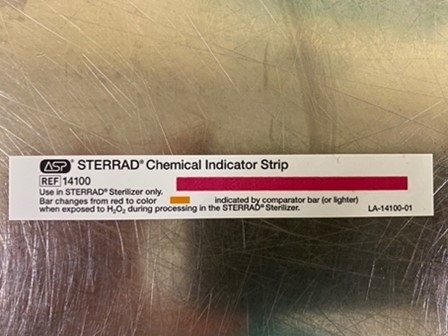 ASP® STERRAD® Chemical Indicator Strip
REF 14100
Use in STERRAD® Sterilizer only.
Bar changes from red to color indicated by comparator bar (or lighter)
when exposed to H₂O₂ during processing in the STERRAD® Sterilizer. LA-14100-01